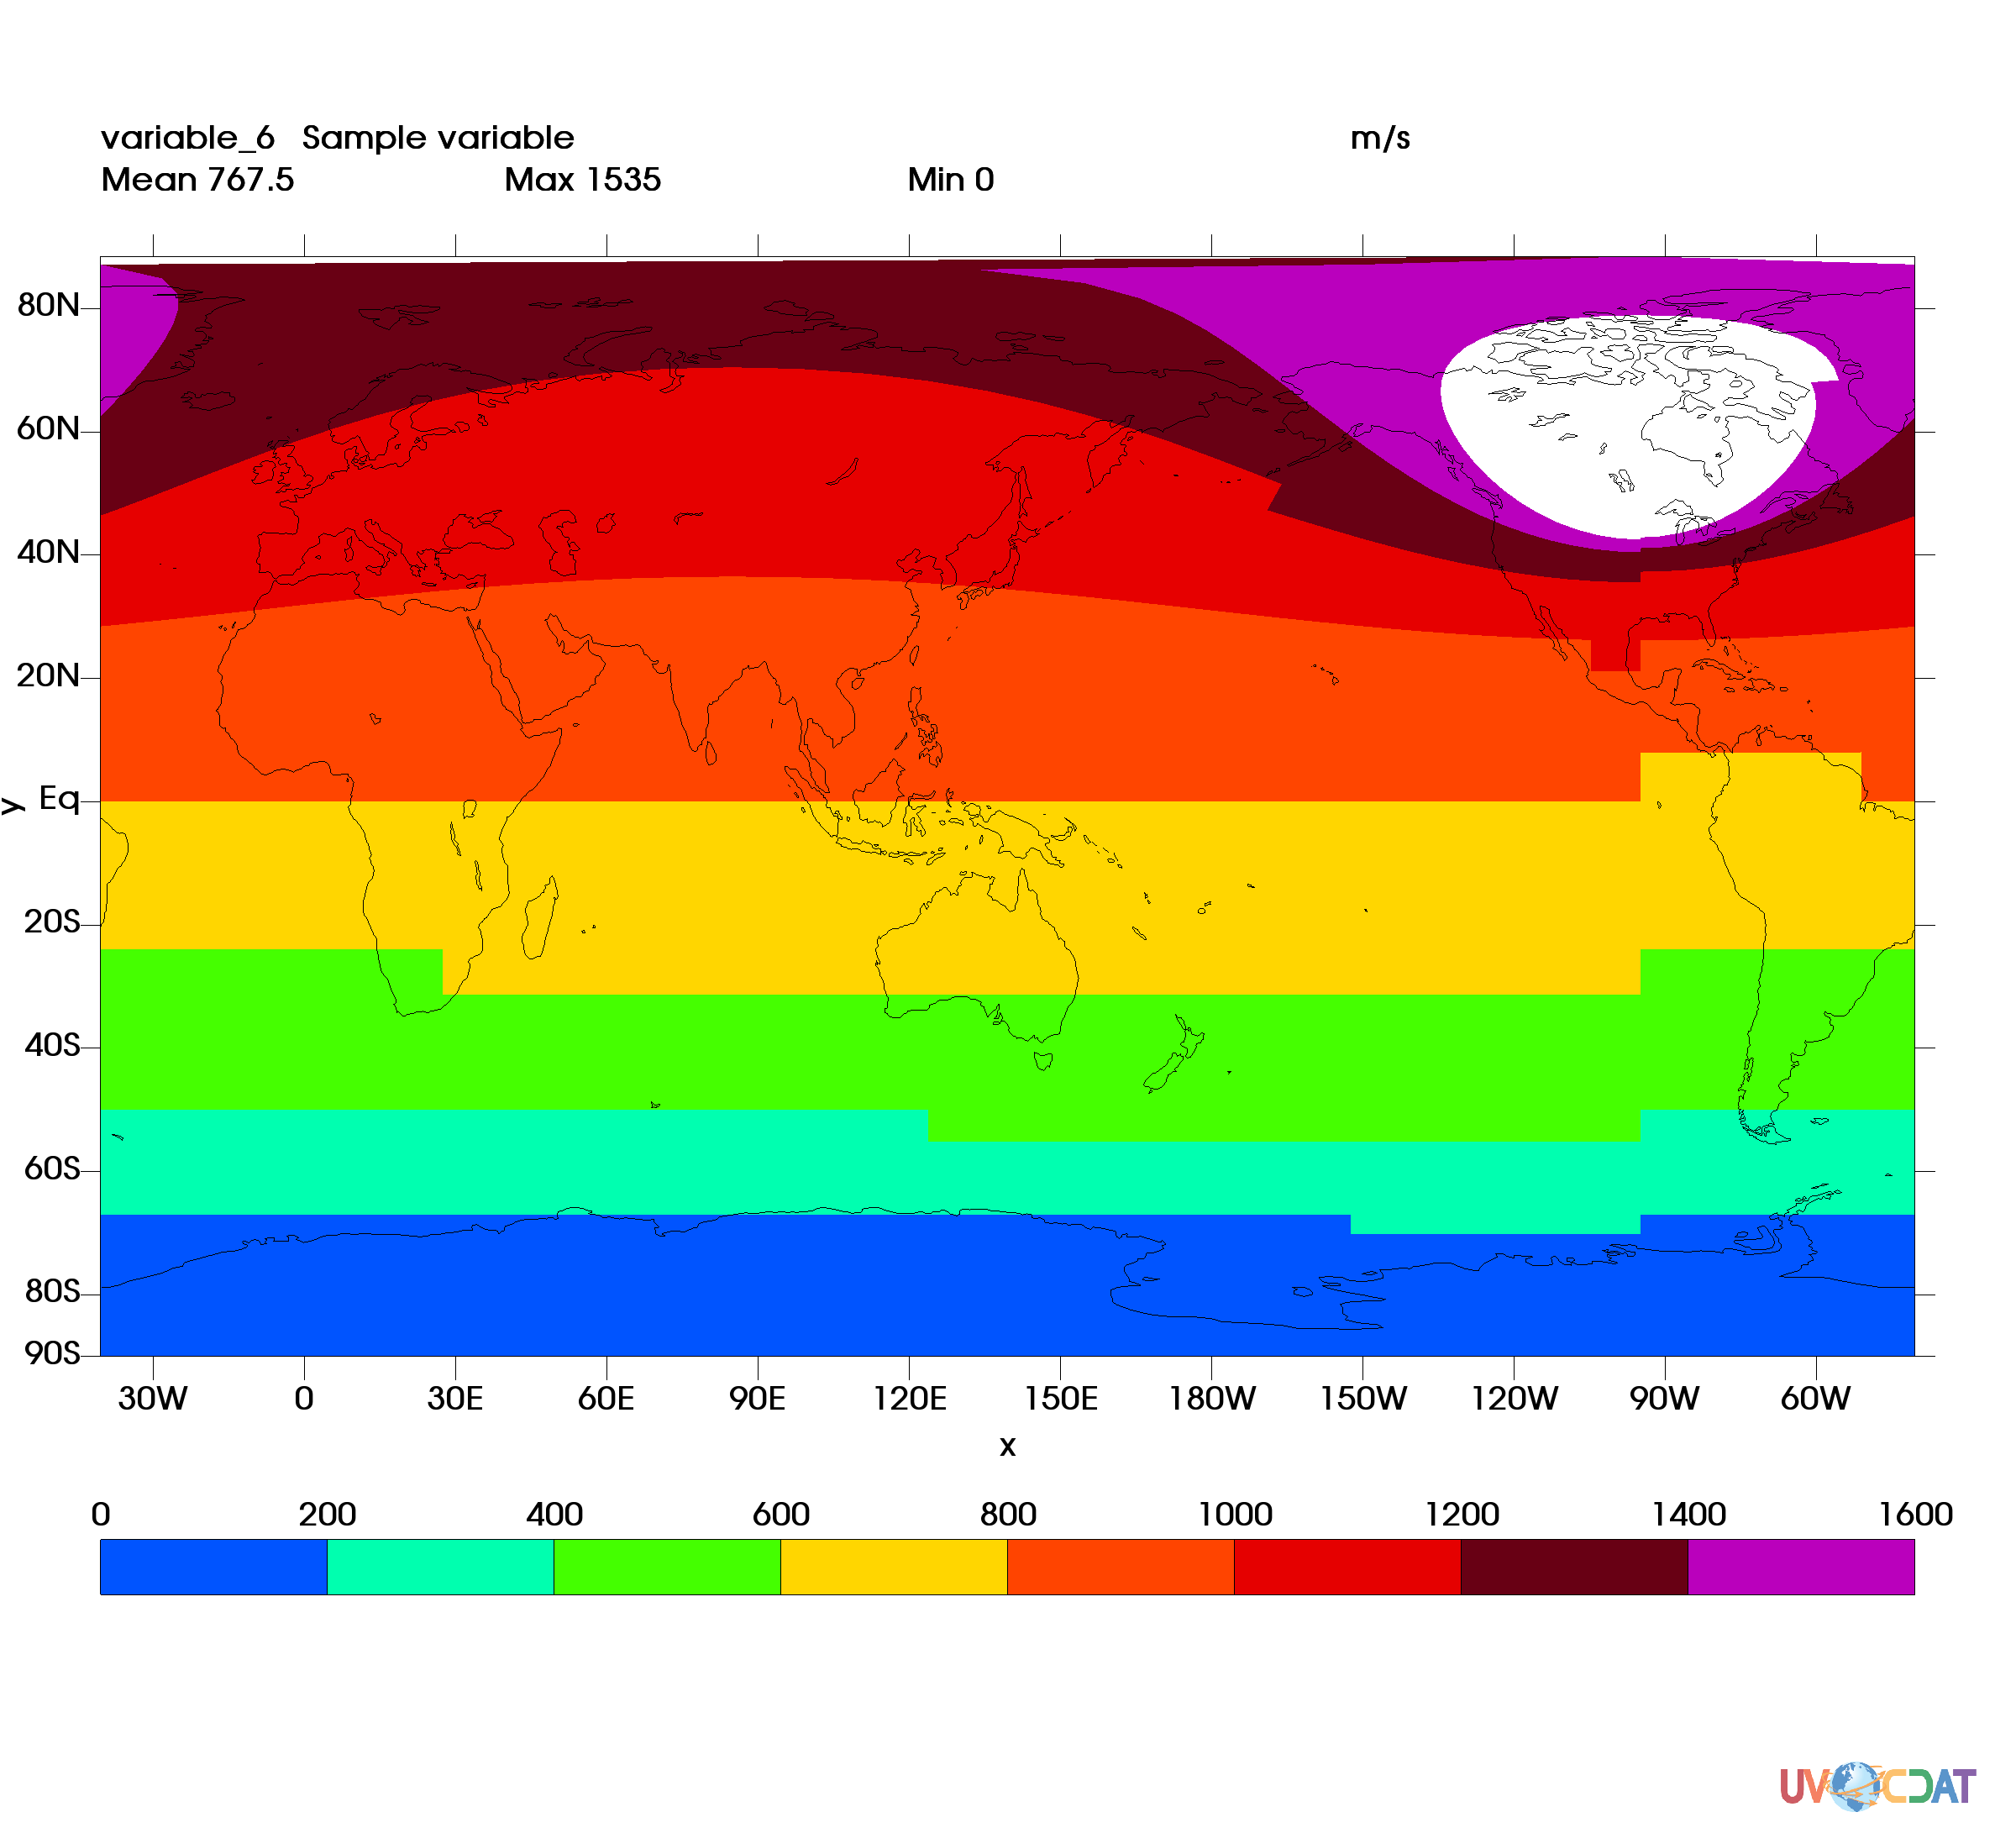 variable_6 Sample variable m/s
Mean 767.5 Max 1535 Min 0
80N
60N
40N
20N
y Eq
20S
40S
60S
80S
90S
30W 0 30E 60E 90E 120E 150E 180W 150W 120W 90W 60W
x
0 200 400 600 800 1000 1200 1400 1600
UV CDAT